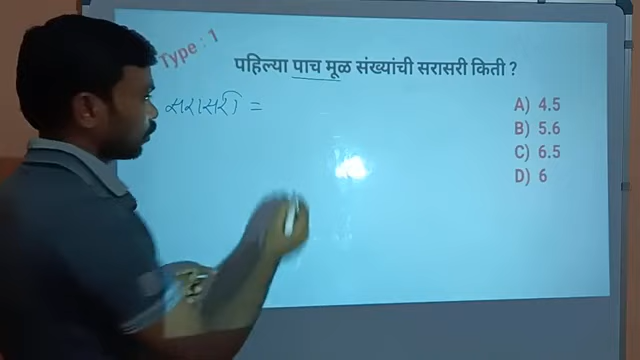 Type : 1
पहिल्या पाच मूळ संख्यांची सरासरी किती ?
सरासरी =
A) 4.5
B) 5.6
C) 6.5
D) 6